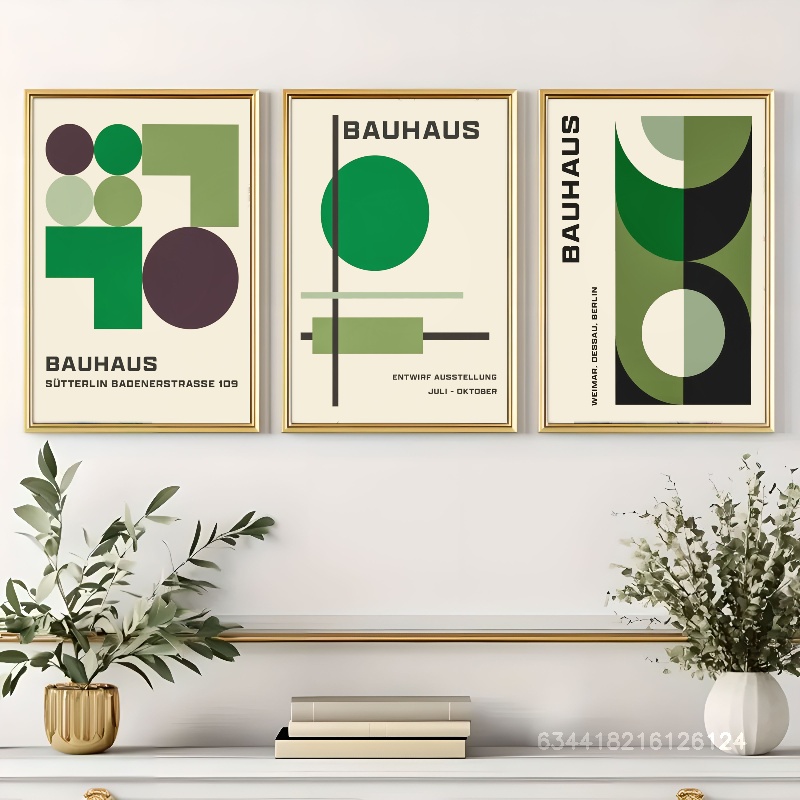 BAUHAUS
SÜTTERLIN BADENERSTRASSE 109
BAUHAUS
ENTWIRF AUSSTELLUNG
JULI - OKTOBER
BAUHAUS
WEIMAR. DESSAU. BERLIN
634418216126124